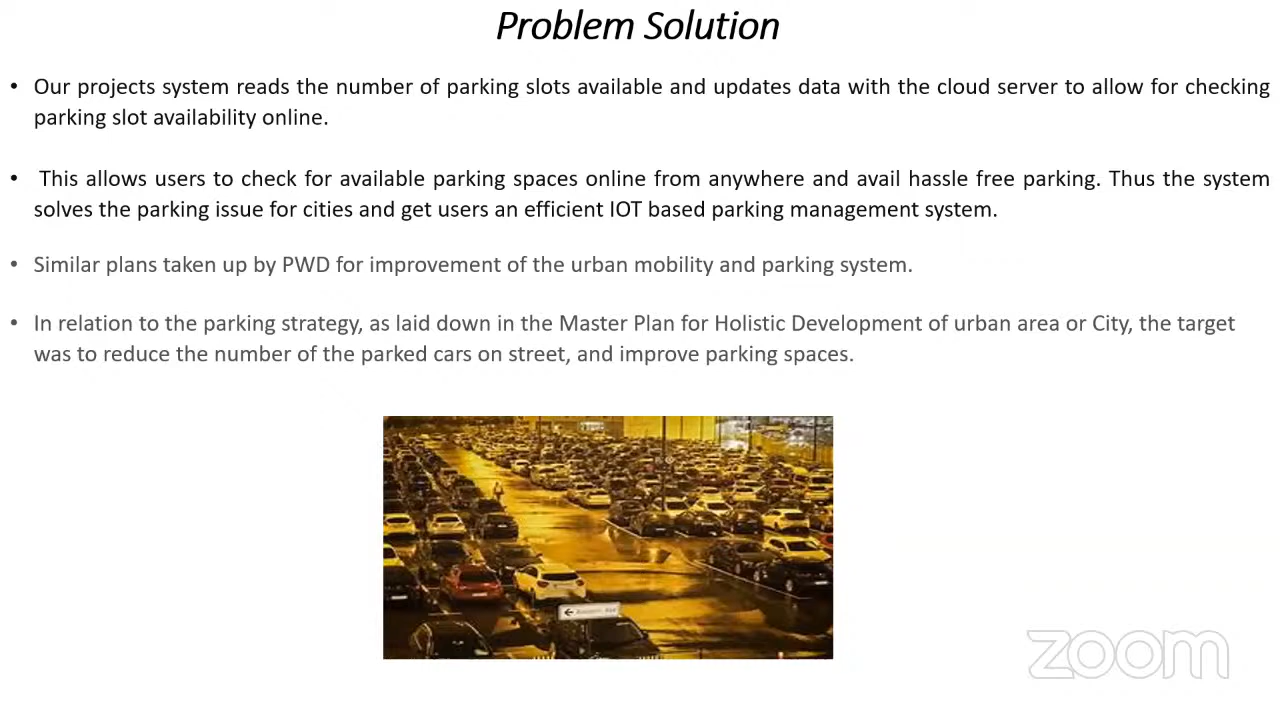 Problem Solution
• Our projects system reads the number of parking slots available and updates data with the cloud server to allow for checking
parking slot availability online.
• This allows users to check for available parking spaces online from anywhere and avail hassle free parking. Thus the system
solves the parking issue for cities and get users an efficient IOT based parking management system.
• Similar plans taken up by PWD for improvement of the urban mobility and parking system.
• In relation to the parking strategy, as laid down in the Master Plan for Holistic Development of urban area or City, the target
was to reduce the number of the parked cars on street, and improve parking spaces.
zoom